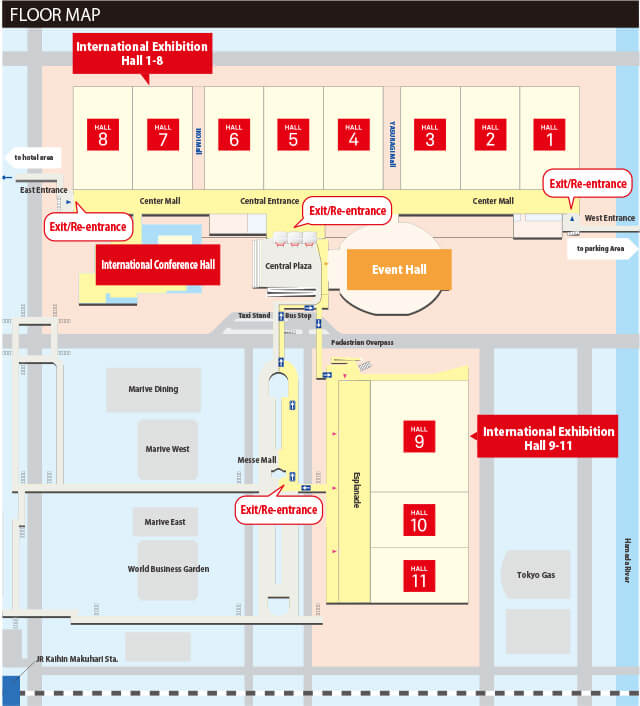 FLOOR MAP
International Exhibition
Hall 1-8
HALL
8
HALL
7
HALL
6
HALL
5
HALL
4
HALL
3
HALL
2
HALL
1
YASURAGI Mall
to hotel area
East Entrance
Center Mall
Central Entrance
Center Mall
Exit/Re-entrance
Exit/Re-entrance
Exit/Re-entrance
West Entrance
to parking Area
International Conference Hall
Central Plaza
Event Hall
Taxi Stand
Bus Stop
Pedestrian Overpass
Marive Dining
Marive West
Messe Mall
Exit/Re-entrance
Esplanade
HALL
9
International Exhibition
Hall 9-11
HALL
10
HALL
11
Marive East
World Business Garden
Tokyo Gas
Hamada River
JR Kaihin Makuhari Sta.